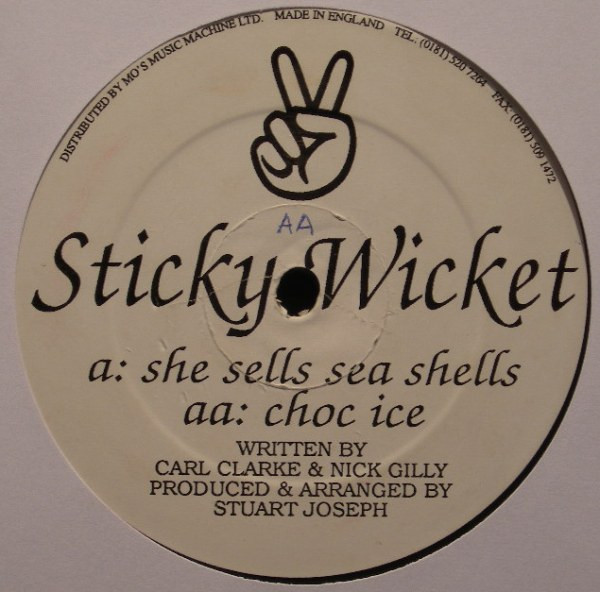 DISTRIBUTED BY MO'S MUSIC MACHINE LTD. MADE IN ENGLAND TEL: (0181) 520 7264 FAX: (0181) 509 1472
AA
Sticky Wicket
a: she sells sea shells
aa: choc ice
WRITTEN BY
CARL CLARKE & NICK GILLY
PRODUCED & ARRANGED BY
STUART JOSEPH